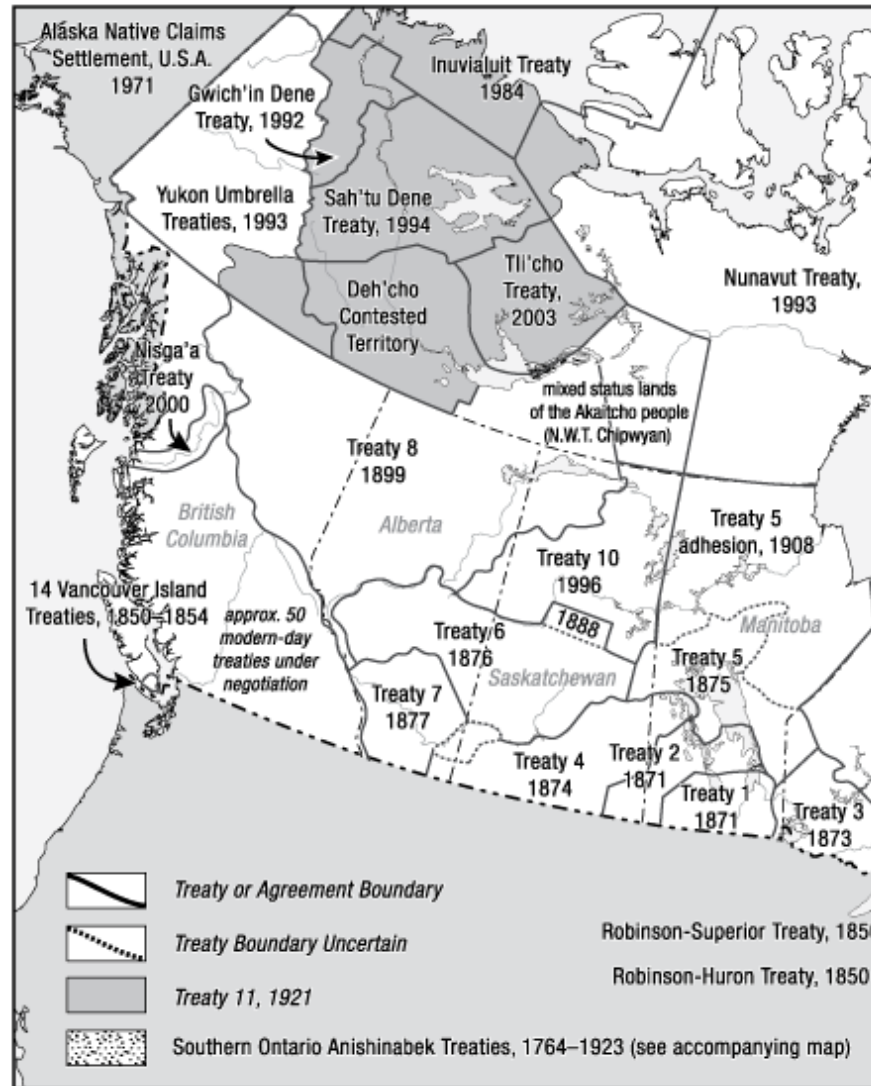 Alaska Native Claims
Settlement, U.S.A.
1971
Inuvialuit Treaty
1984
Gwich'in Dene
Treaty, 1992
Yukon Umbrella
Treaties, 1993
Sah'tu Dene
Treaty, 1994
Tli'cho
Treaty,
2003
Nunavut Treaty,
1993
Deh'cho
Contested
Territory
Nisga'a
Treaty
2000
mixed status lands
of the Akaitcho people
(N.W.T. Chipwyan)
Treaty 8
1899
British
Columbia
Alberta
Treaty 5
adhesion, 1908
Treaty 10
1996
14 Vancouver Island
Treaties, 1850–1854
approx. 50
modern-day
treaties under
negotiation
1888
Manitoba
Treaty 6
1876
Saskatchewan
Treaty 5
1875
Treaty 7
1877
Treaty 4
1874
Treaty 2
1871
Treaty 1
1871
Treaty 3
1873
Treaty or Agreement Boundary
Treaty Boundary Uncertain
Robinson-Superior Treaty, 1850
Robinson-Huron Treaty, 1850
Treaty 11, 1921
Southern Ontario Anishinabek Treaties, 1764–1923 (see accompanying map)